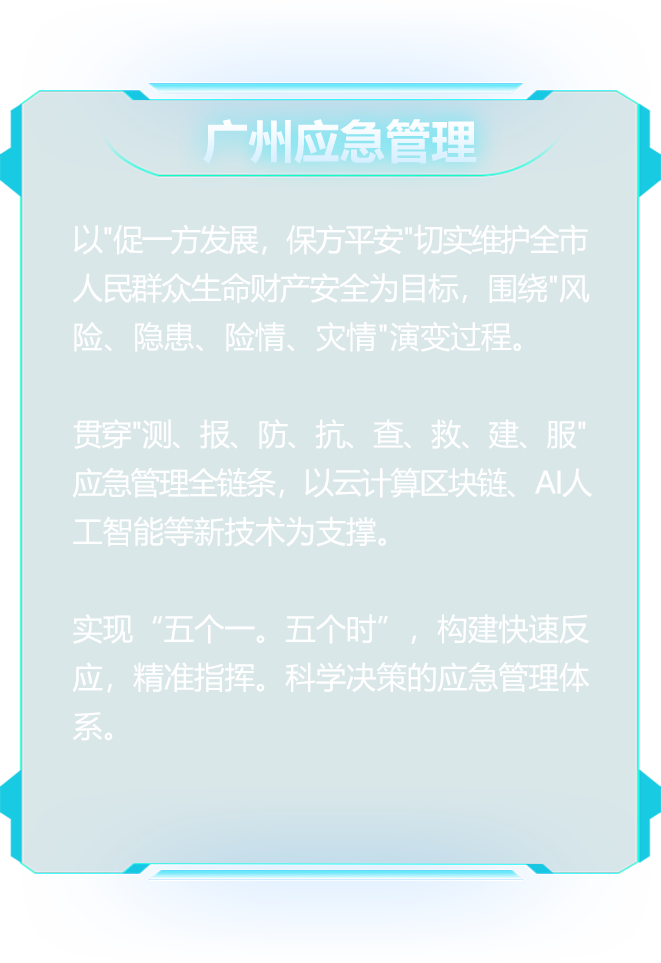 广州应急管理
以"促一方发展，保方平安"切实维护全市
人民群众生命财产安全为目标，围绕"风
险、隐患、险情、灾情"演变过程。
贯穿"测、报、防、抗、查、救、建、服"
应急管理全链条，以云计算区块链、AI人
工智能等新技术为支撑。
实现“五个一。五个时”，构建快速反
应，精准指挥。科学决策的应急管理体
系。